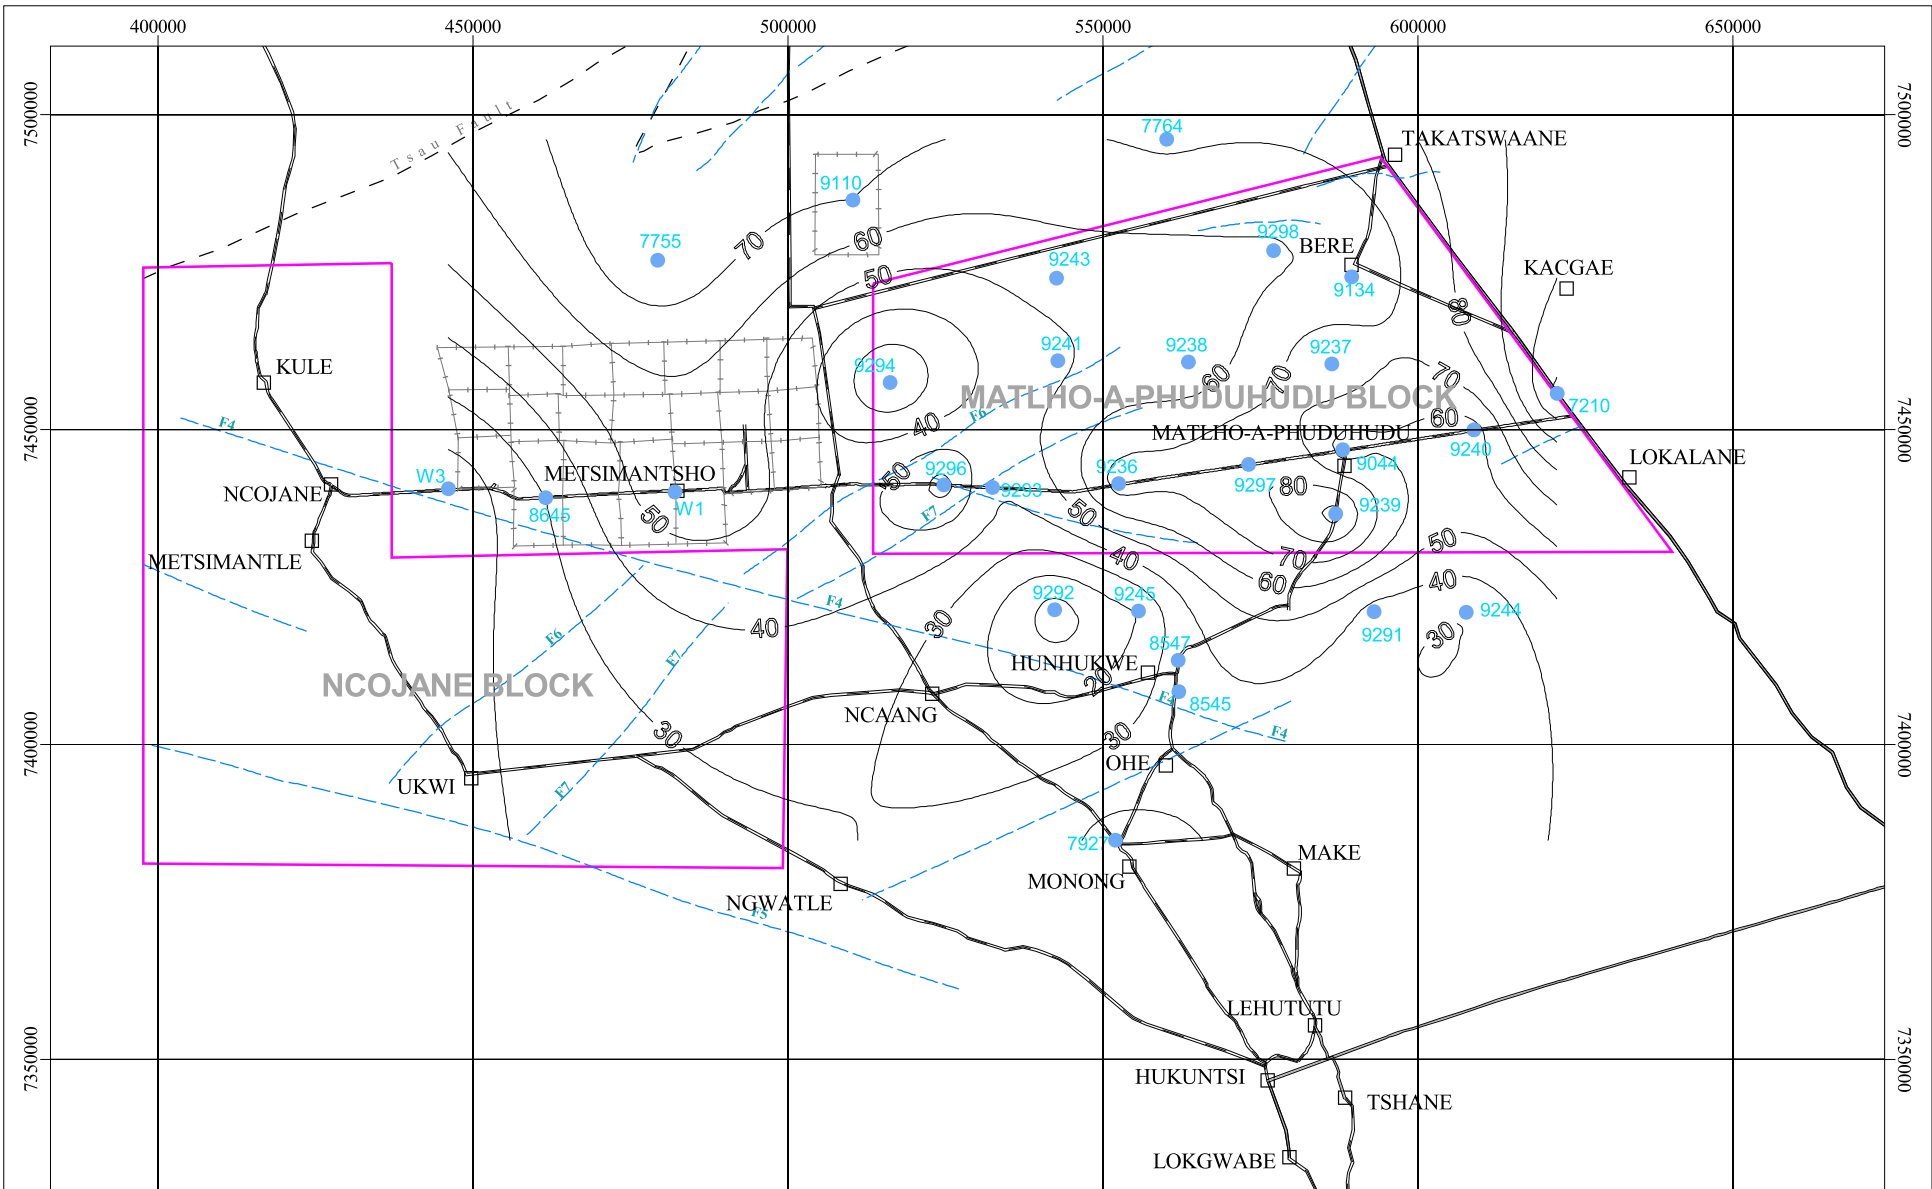 400000 450000 500000 550000 600000 650000
7500000 7500000
Tsau Fault
7764
TAKATSWAANE
9110
70
60
7755
9298
BERE
9243
50
KACGAE
9134
80
KULE
9294
9241
9238
9237
60
70
70
MATLHO-A-PHUDUHUDU BLOCK
F4
40
F6
60
7210
7450000 7450000
MATLHO-A-PHUDUHUDU
9240
9044
W3
METSIMANTSHO
50
9296
9236
9297
80
LOKALANE
NCOJANE
8645
W1
50
9293
F7
50
9239
METSIMANTLE
40
70
50
60
40
F4
9292
9245
9244
F6
40
30
9291
30
8547
F7
HUNHUKWE
20
NCOJANE BLOCK
F4
8545
NCAANG
30
30
F4
7400000 7400000
OHE
UKWI
F7
7927
MAKE
MONONG
NGWATLE
F5
LEHUTUTU
7350000 7350000
HUKUNTSI
TSHANE
LOKGWABE